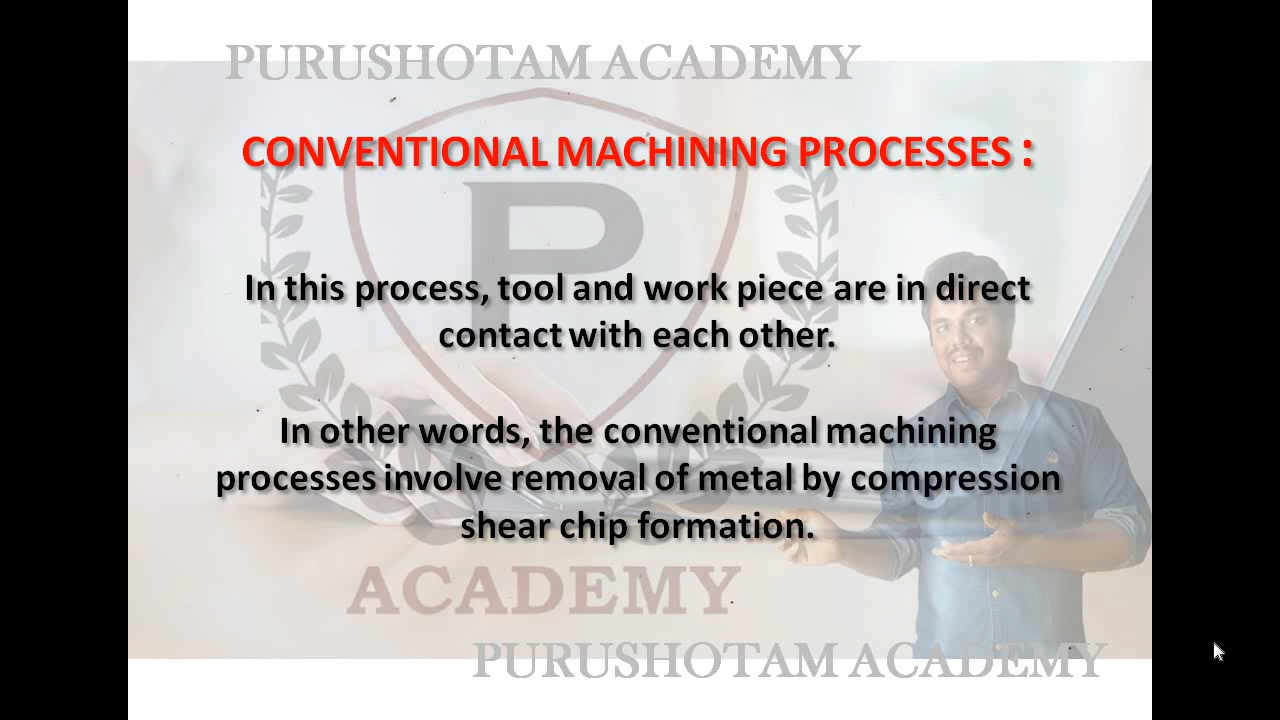 PURUSHOTAM ACADEMY
CONVENTIONAL MACHINING PROCESSES :
P
In this process, tool and work piece are in direct
contact with each other.
In other words, the conventional machining
processes involve removal of metal by compression
shear chip formation.
ACADEMY
PURUSHOTAM ACADEMY